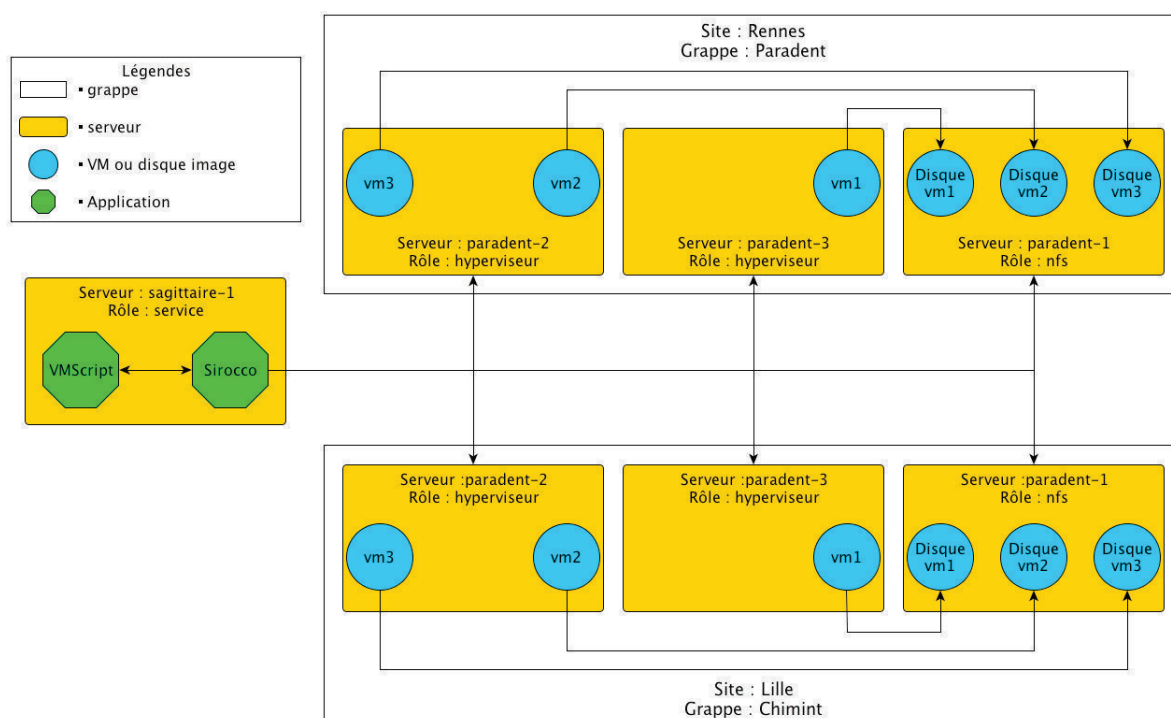 Site : Rennes
Grappe : Paradent
Légendes
▪ grappe
▪ serveur
▪ VM ou disque image
▪ Application
vm3
vm2
vm1
Disque
vm1
Disque
vm2
Disque
vm3
Serveur : paradent-2
Rôle : hyperviseur
Serveur : paradent-3
Rôle : hyperviseur
Serveur : paradent-1
Rôle : nfs
Serveur : sagittaire-1
Rôle : service
VMScript
Sirocco
Serveur :paradent-2
Rôle : hyperviseur
Serveur :paradent-3
Rôle : hyperviseur
Serveur :paradent-1
Rôle : nfs
vm3
vm2
vm1
Disque
vm1
Disque
vm2
Disque
vm3
Site : Lille
Grappe : Chimint